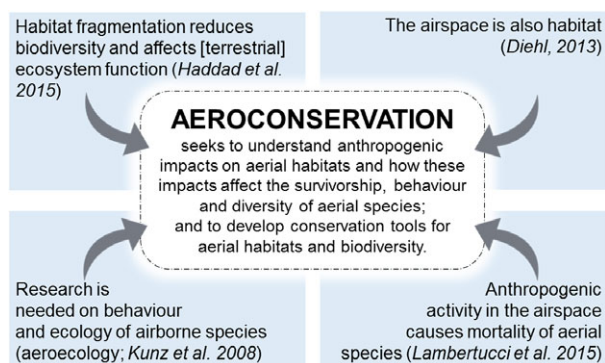 Habitat fragmentation reduces
biodiversity and affects [terrestrial]
ecosystem function (Haddad et al.
2015)
The airspace is also habitat
(Diehl, 2013)
AEROCONSERVATION
seeks to understand anthropogenic
impacts on aerial habitats and how these
impacts affect the survivorship, behaviour
and diversity of aerial species;
and to develop conservation tools for
aerial habitats and biodiversity.
Research is
needed on behaviour
and ecology of airborne species
(aeroecology; Kunz et al. 2008)
Anthropogenic
activity in the airspace
causes mortality of aerial
species (Lambertucci et al. 2015)